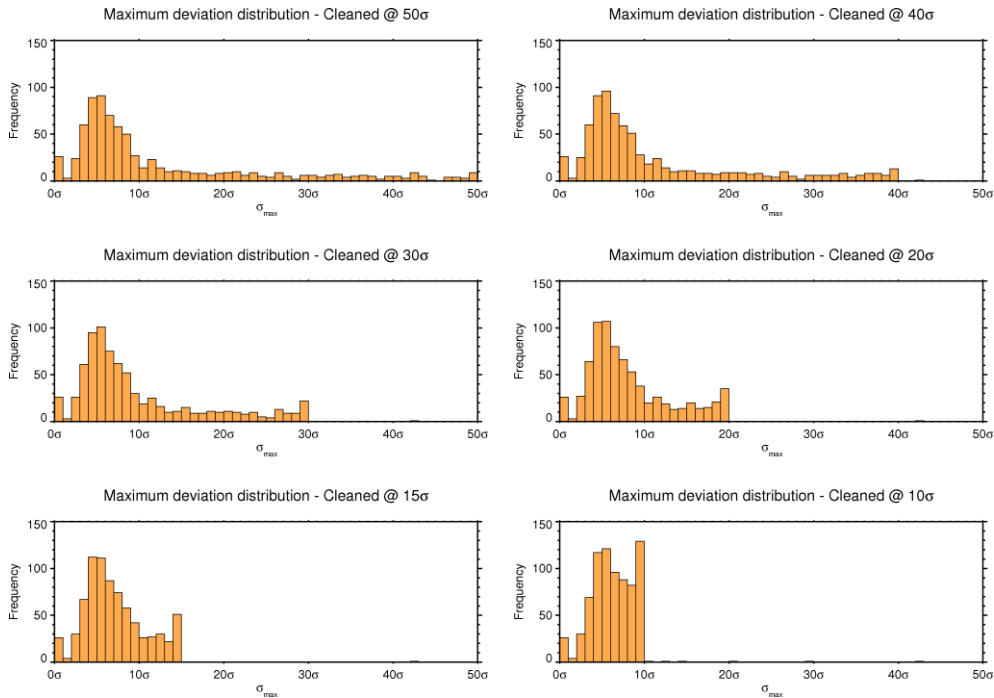 Maximum deviation distribution - Cleaned @ 50σ
150
100
50
0
Frequency
0σ 10σ 20σ 30σ 40σ 50σ
σmax
Maximum deviation distribution - Cleaned @ 40σ
150
100
50
0
Frequency
0σ 10σ 20σ 30σ 40σ 50σ
σmax
Maximum deviation distribution - Cleaned @ 30σ
150
100
50
0
Frequency
0σ 10σ 20σ 30σ 40σ 50σ
σmax
Maximum deviation distribution - Cleaned @ 20σ
150
100
50
0
Frequency
0σ 10σ 20σ 30σ 40σ 50σ
σmax
Maximum deviation distribution - Cleaned @ 15σ
150
100
50
0
Frequency
0σ 10σ 20σ 30σ 40σ 50σ
σmax
Maximum deviation distribution - Cleaned @ 10σ
150
100
50
0
Frequency
0σ 10σ 20σ 30σ 40σ 50σ
σmax